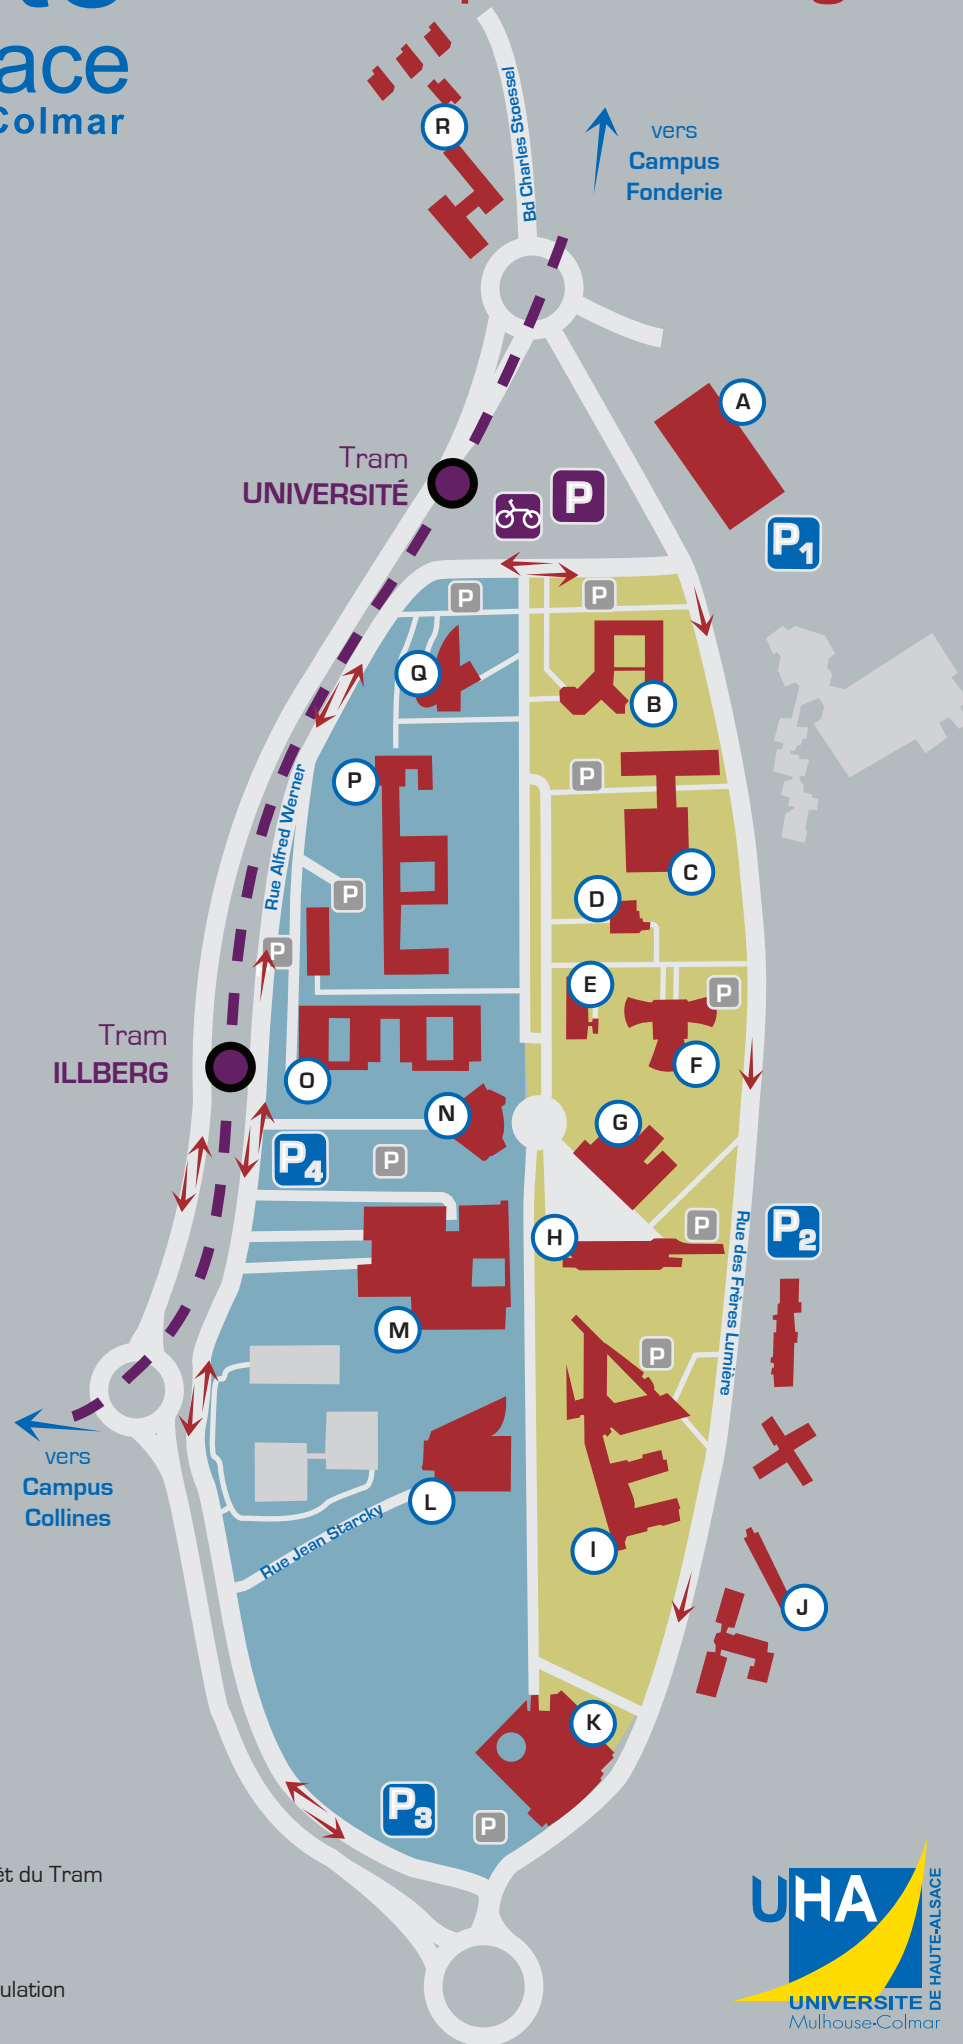 ace
Colmar
R
Bd Charles Stoessel
vers
Campus
Fonderie
A
Tram
UNIVERSITÉ
P
P1
P
P
Q
B
P
P
C
Rue Alfred Werner
P
D
P
E
P
F
Tram
ILLBERG
O
N
G
P4
P
H
P
P2
Rue des Frères Lumière
M
P
vers
Campus
Collines
L
Rue Jean Starcky
I
J
K
P3
P
êt du Tram
ulation
UHA
UNIVERSITE
DE HAUTE-ALSACE
Mulhouse-Colmar